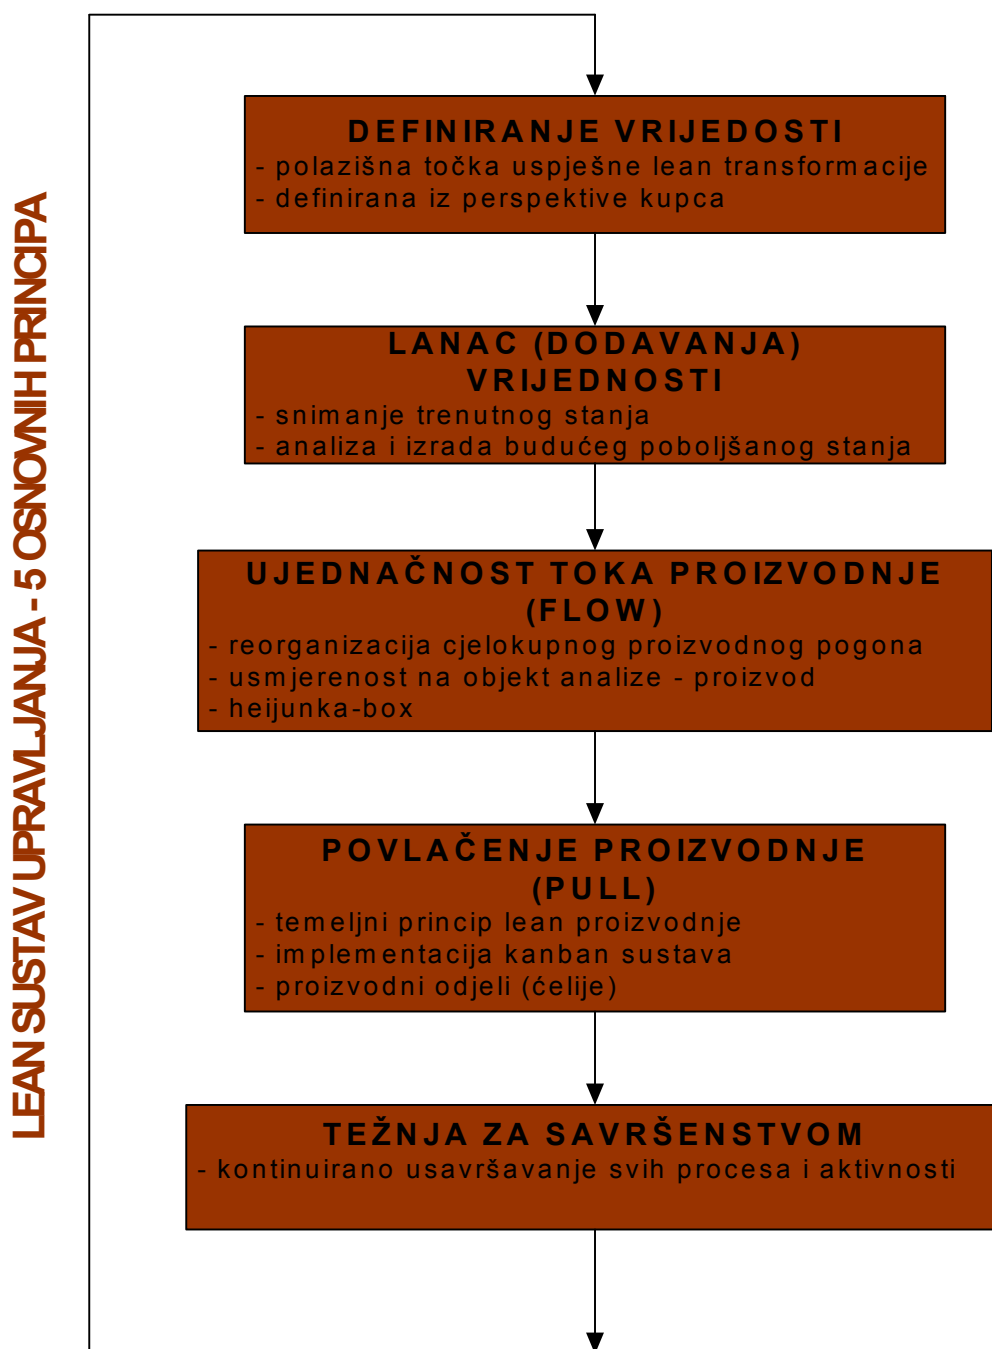 LEAN SUSTAV UPRAVLJANJA - 5 OSNOVNIH PRINCIPA
DEFINIRANJE VRIJEDOSTI
- polazišna točka uspješne lean transformacije
- definirana iz perspektive kupca
LANAC (DODAVANJA)
VRIJEDNOSTI
- snimanje trenutnog stanja
- analiza i izrada budućeg poboljšanog stanja
UJEDNAČNOST TOKA PROIZVODNJE
(FLOW)
- reorganizacija cjelokupnog proizvodnog pogona
- usmjerenost na objekt analize - proizvod
- heijunka-box
POVLAČENJE PROIZVODNJE
(PULL)
- temeljni princip lean proizvodnje
- implementacija kanban sustava
- proizvodni odjeli (ćelije)
TEŽNJA ZA SAVRŠENSTVOM
- kontinuirano usavršavanje svih procesa i aktivnosti